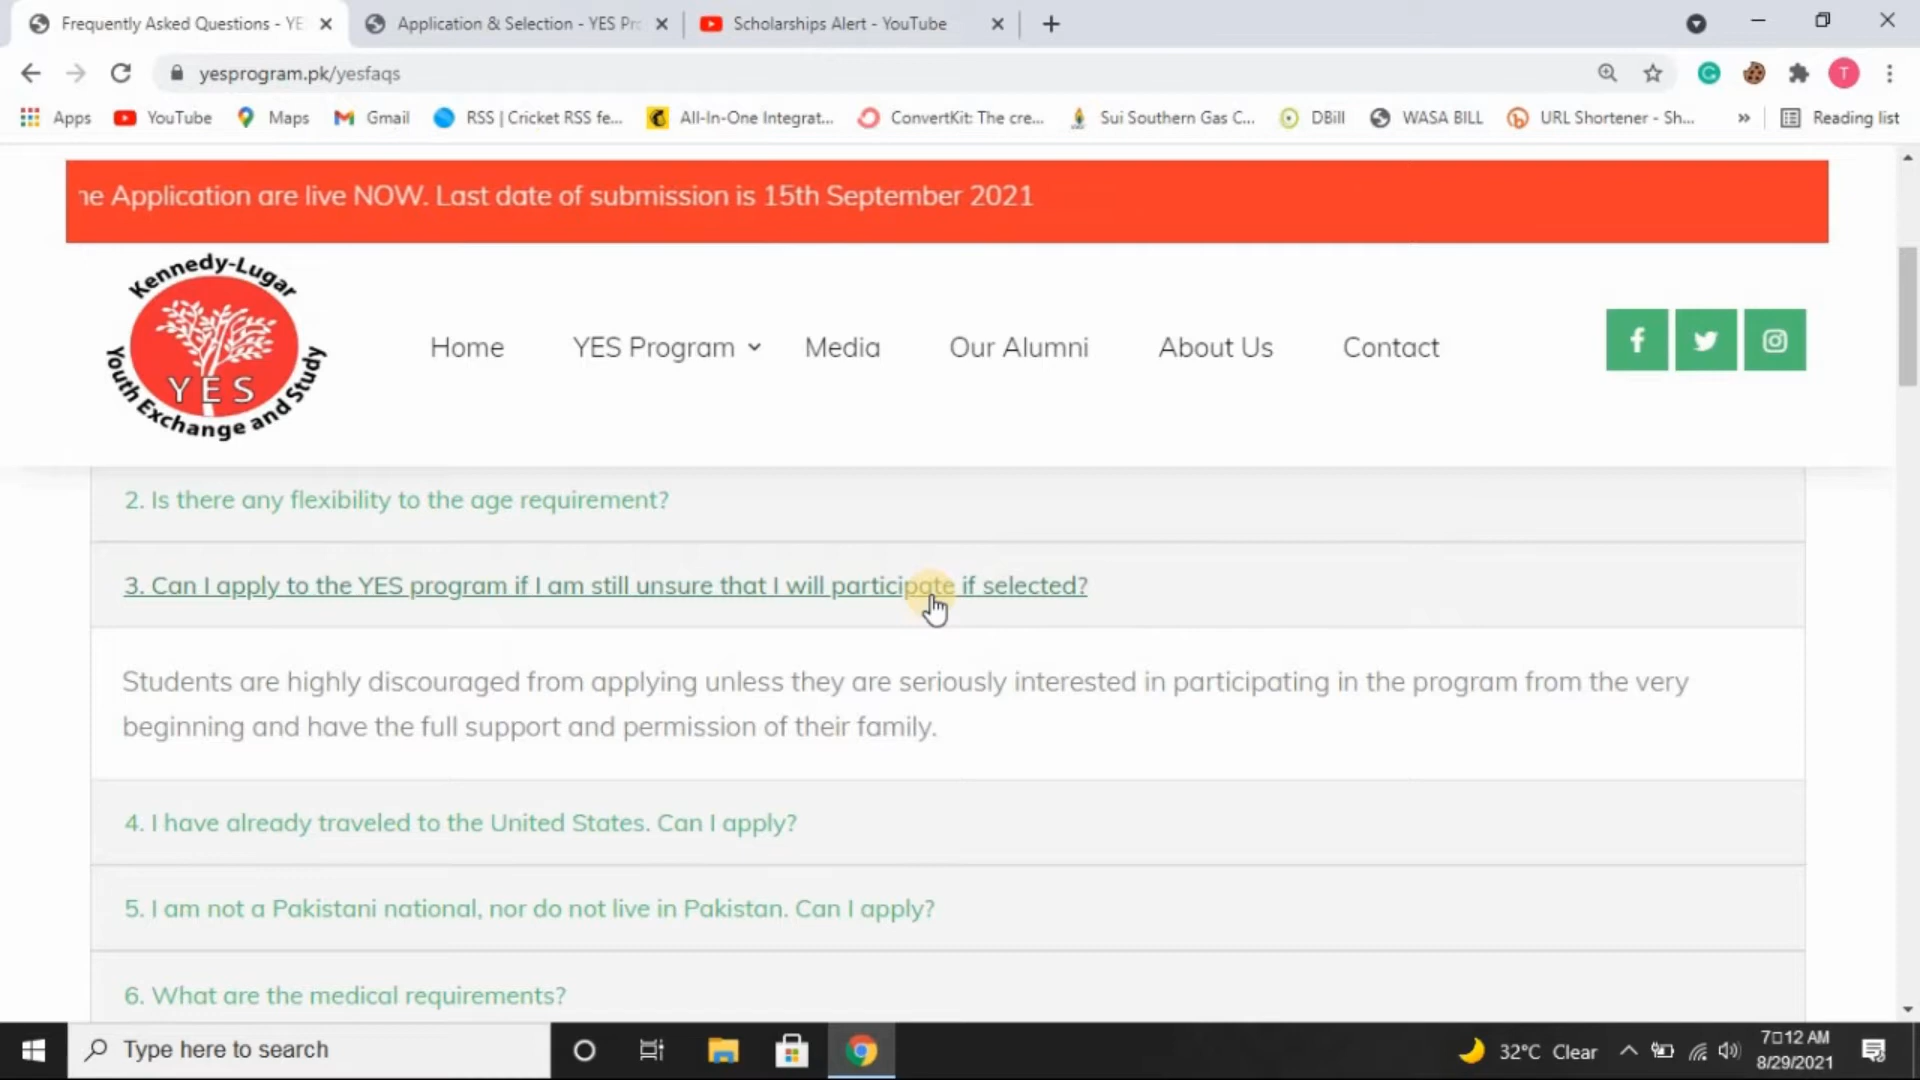 Frequently Asked Questions - YE
Application & Selection - YES Pr
Scholarships Alert - YouTube
yesprogram.pk/yesfaqs
T
Apps
YouTube
Maps
Gmail
RSS | Cricket RSS fe...
All-In-One Integrat...
ConvertKit: The cre...
Sui Southern Gas C...
DBill
WASA BILL
URL Shortener - Sh...
»
Reading list
ne Application are live NOW. Last date of submission is 15th September 2021
Kennedy-Lugar
YES
Youth Exchange and Study
Home
YES Program
Media
Our Alumni
About Us
Contact
2. Is there any flexibility to the age requirement?
3. Can I apply to the YES program if I am still unsure that I will participate if selected?
Students are highly discouraged from applying unless they are seriously interested in participating in the program from the very
beginning and have the full support and permission of their family.
4. I have already traveled to the United States. Can I apply?
5. I am not a Pakistani national, nor do not live in Pakistan. Can I apply?
6. What are the medical requirements?
Type here to search
32°C Clear
7□12 AM
8/29/2021